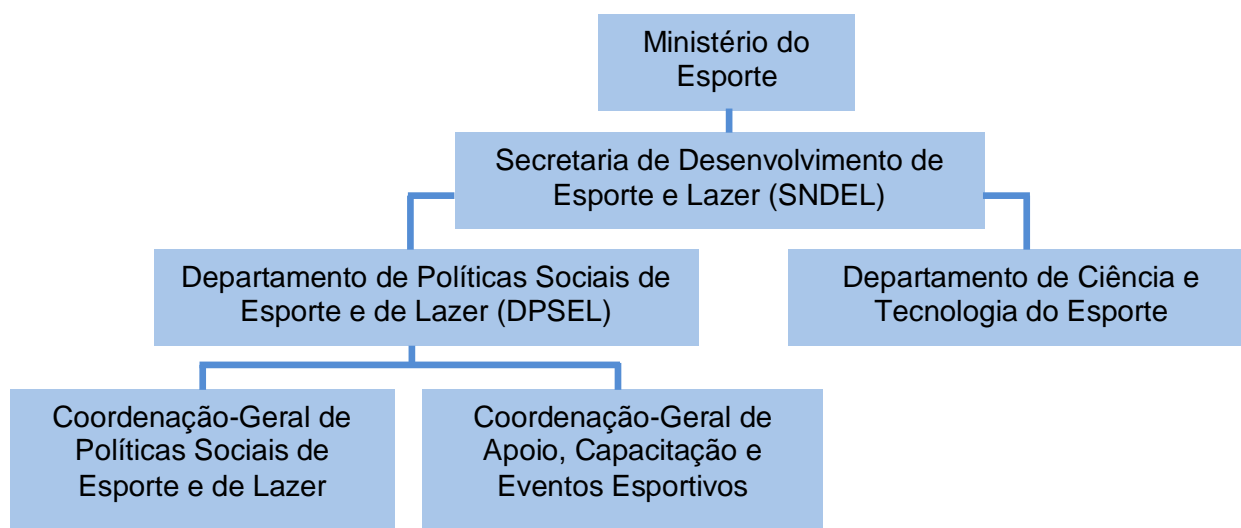 Ministério do
Esporte
Secretaria de Desenvolvimento de
Esporte e Lazer (SNDEL)
Departamento de Políticas Sociais de
Esporte e de Lazer (DPSEL)
Departamento de Ciência e
Tecnologia do Esporte
Coordenação-Geral de
Políticas Sociais de
Esporte e de Lazer
Coordenação-Geral de
Apoio, Capacitação e
Eventos Esportivos